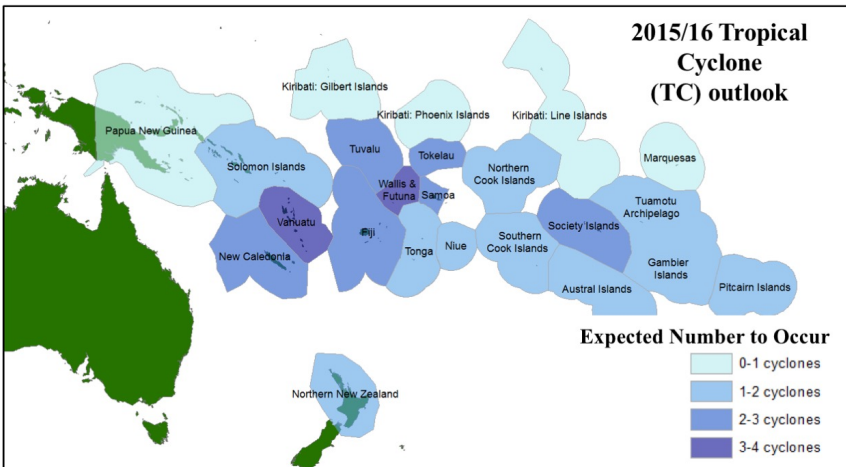 2015/16 Tropical
Cyclone
(TC) outlook
Kiribati: Gilbert Islands
Kiribati: Phoenix Islands
Kiribati: Line Islands
Papua New Guinea
Tuvalu
Tokelau
Marquesas
Solomon Islands
Northern
Cook Islands
Wallis &
Futuna
Samoa
Tuamotu
Archipelago
Vanuatu
Fiji
Society Islands
New Caledonia
Tonga
Niue
Southern
Cook Islands
Gambier
Islands
Austral Islands
Pitcairn Islands
Expected Number to Occur
0-1 cyclones
1-2 cyclones
2-3 cyclones
3-4 cyclones
Northern New Zealand